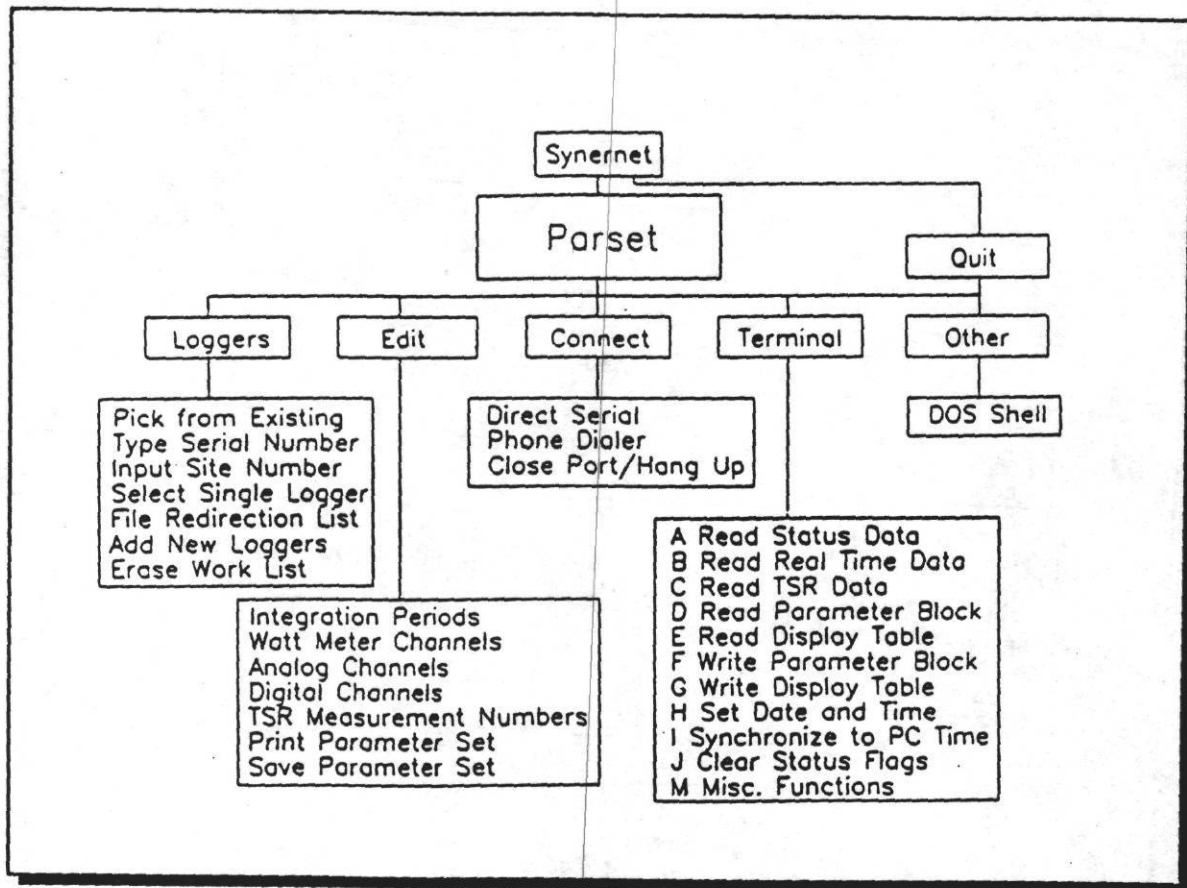 Synernet
Parset
Quit
Loggers
Edit
Connect
Terminal
Other
Pick from Existing
Type Serial Number
Input Site Number
Select Single Logger
File Redirection List
Add New Loggers
Erase Work List
Direct Serial
Phone Dialer
Close Port/Hang Up
DOS Shell
Integration Periods
Watt Meter Channels
Analog Channels
Digital Channels
TSR Measurement Numbers
Print Parameter Set
Save Parameter Set
A Read Status Data
B Read Real Time Data
C Read TSR Data
D Read Parameter Block
E Read Display Table
F Write Parameter Block
G Write Display Table
H Set Date and Time
I Synchronize to PC Time
J Clear Status Flags
M Misc. Functions